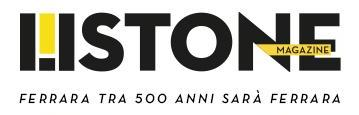 LISTONE
MAGAZINE
FERRARA TRA 500 ANNI SARÀ FERRARA